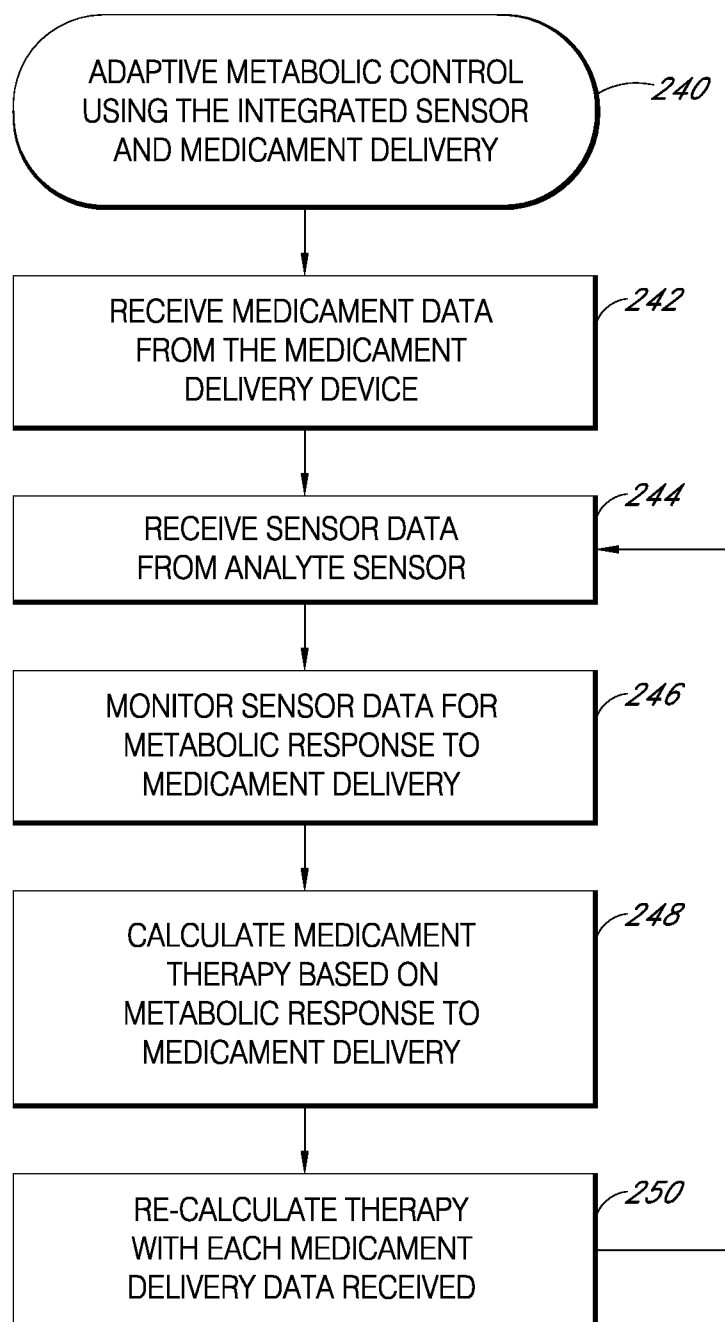 ADAPTIVE METABOLIC CONTROL
USING THE INTEGRATED SENSOR
AND MEDICAMENT DELIVERY
240
RECEIVE MEDICAMENT DATA
FROM THE MEDICAMENT
DELIVERY DEVICE
242
RECEIVE SENSOR DATA
FROM ANALYTE SENSOR
244
MONITOR SENSOR DATA FOR
METABOLIC RESPONSE TO
MEDICAMENT DELIVERY
246
CALCULATE MEDICAMENT
THERAPY BASED ON
METABOLIC RESPONSE TO
MEDICAMENT DELIVERY
248
RE-CALCULATE THERAPY
WITH EACH MEDICAMENT
DELIVERY DATA RECEIVED
250